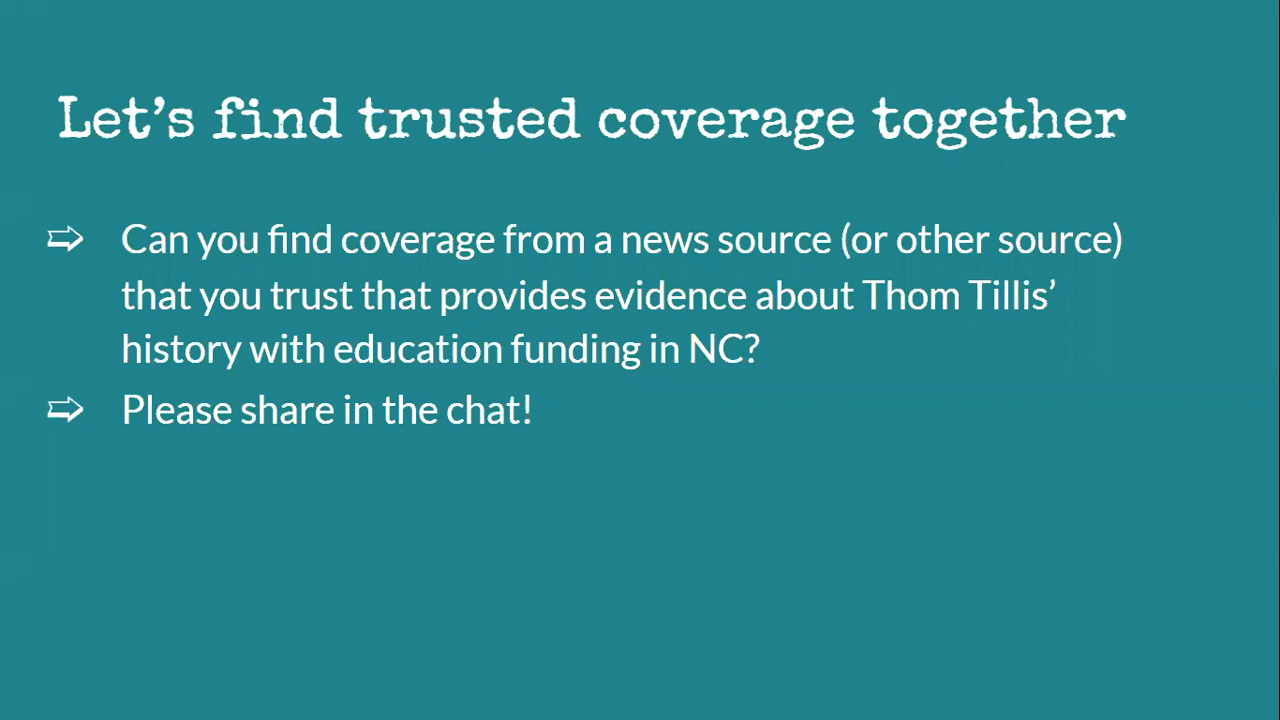 Let’s find trusted coverage together
➯ Can you find coverage from a news source (or other source)
that you trust that provides evidence about Thom Tillis’
history with education funding in NC?
➯ Please share in the chat!